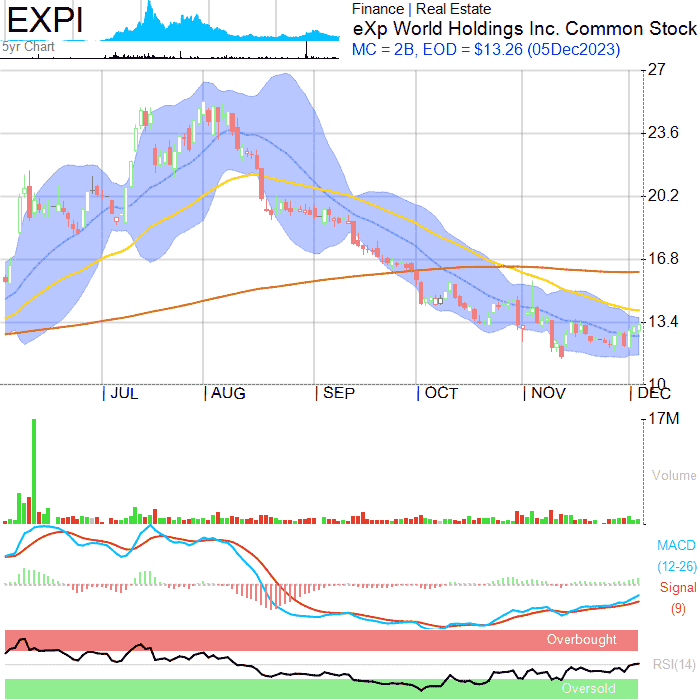 EXPI
5yr Chart
Finance | Real Estate
eXp World Holdings Inc. Common Stock
MC = 2B, EOD = $13.26 (05Dec2023)
27
23.6
20.2
16.8
13.4
10
JUL AUG SEP OCT NOV DEC
17M
Volume
MACD
(12-26)
Signal
(9)
Overbought
RSI(14)
Oversold